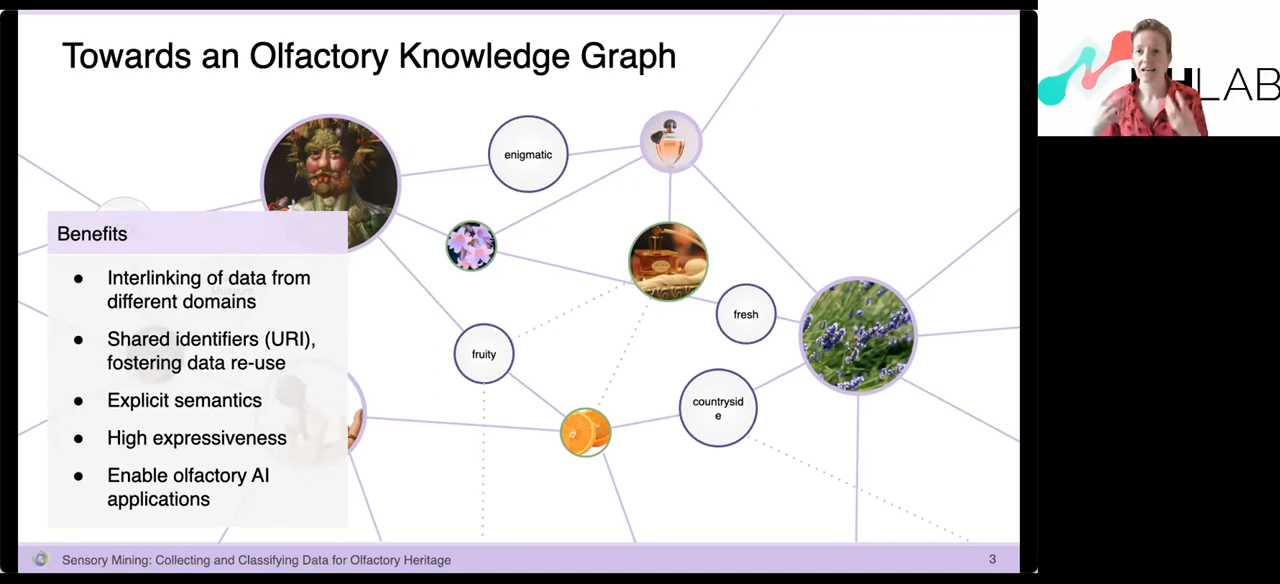 Towards an Olfactory Knowledge Graph
LAB
enigmatic
Benefits
Interlinking of data from
different domains
Shared identifiers (URI),
fostering data re-use
Explicit semantics
High expressiveness
Enable olfactory AI
applications
fresh
fruity
countrysid
e
Sensory Mining: Collecting and Classifying Data for Olfactory Heritage
3